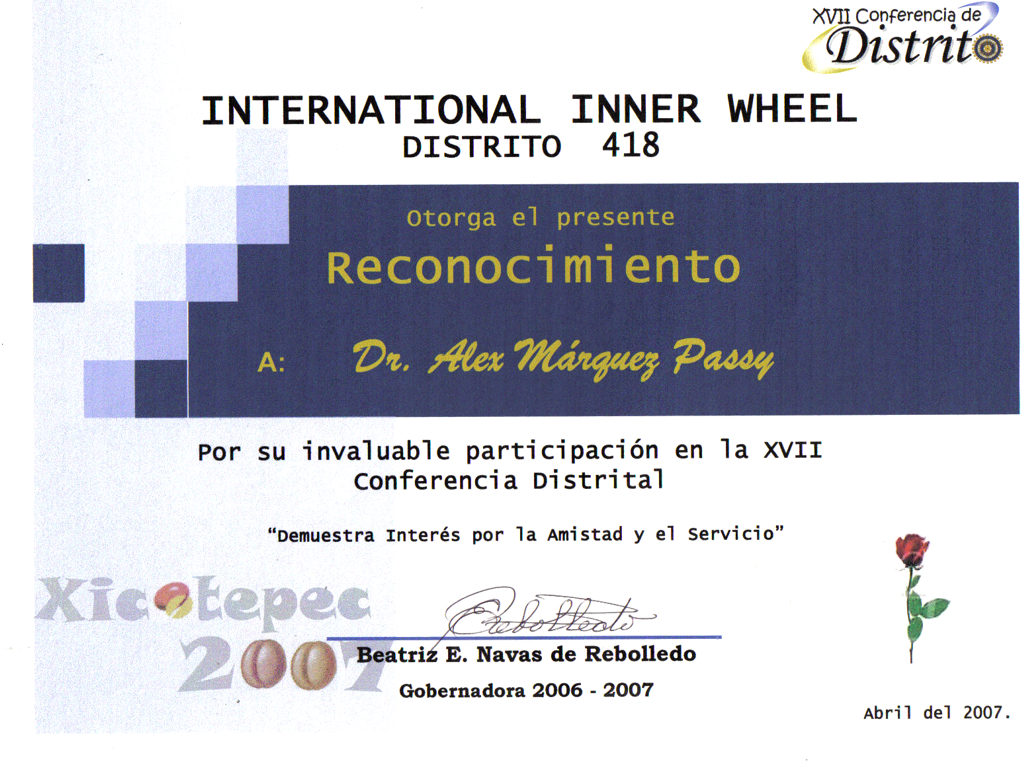 XVII Conferencia de
Distrito
INTERNATIONAL INNER WHEEL
DISTRITO 418
Otorga el presente
Reconocimiento
A: Dr. Alex Márquez Passy
Por su invaluable participación en la XVII
Conferencia Distrital
“Demuestra Interés por la Amistad y el Servicio”
Xicotepec
2007
Rebolledo
Beatriz E. Navas de Rebolledo
Gobernadora 2006 - 2007
Abril del 2007.